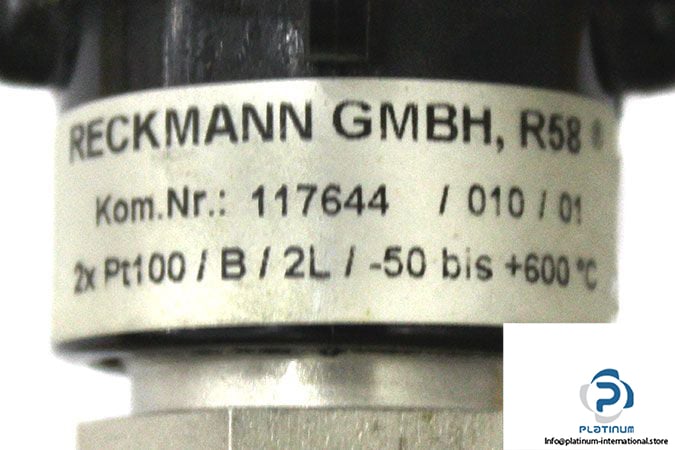 RECKMANN GMBH, R58
Kom.Nr.: 117644 / 010 / 01
2x Pt100 / B / 2L / -50 bis +600 °C
PLATINUM
Info@platinum-international.store